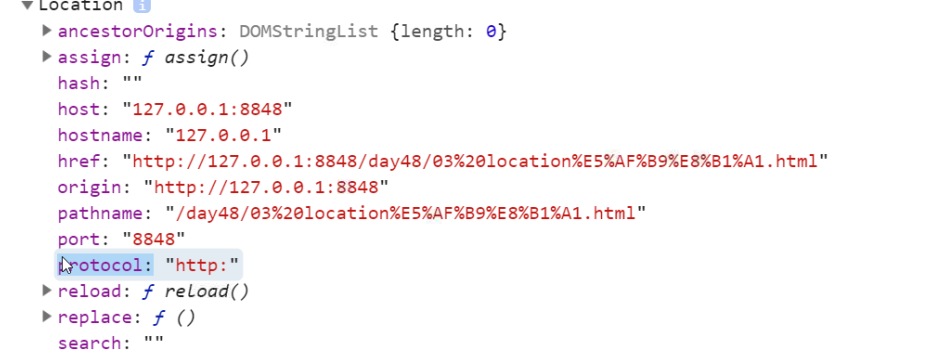 Location i
ancestorOrigins: DOMStringList {length: 0}
assign: ƒ assign()
hash: ""
host: "127.0.0.1:8848"
hostname: "127.0.0.1"
href: "http://127.0.0.1:8848/day48/03%20location%E5%AF%B9%E8%B1%A1.html"
origin: "http://127.0.0.1:8848"
pathname: "/day48/03%20location%E5%AF%B9%E8%B1%A1.html"
port: "8848"
protocol: "http:"
reload: ƒ reload()
replace: ƒ ()
search: ""